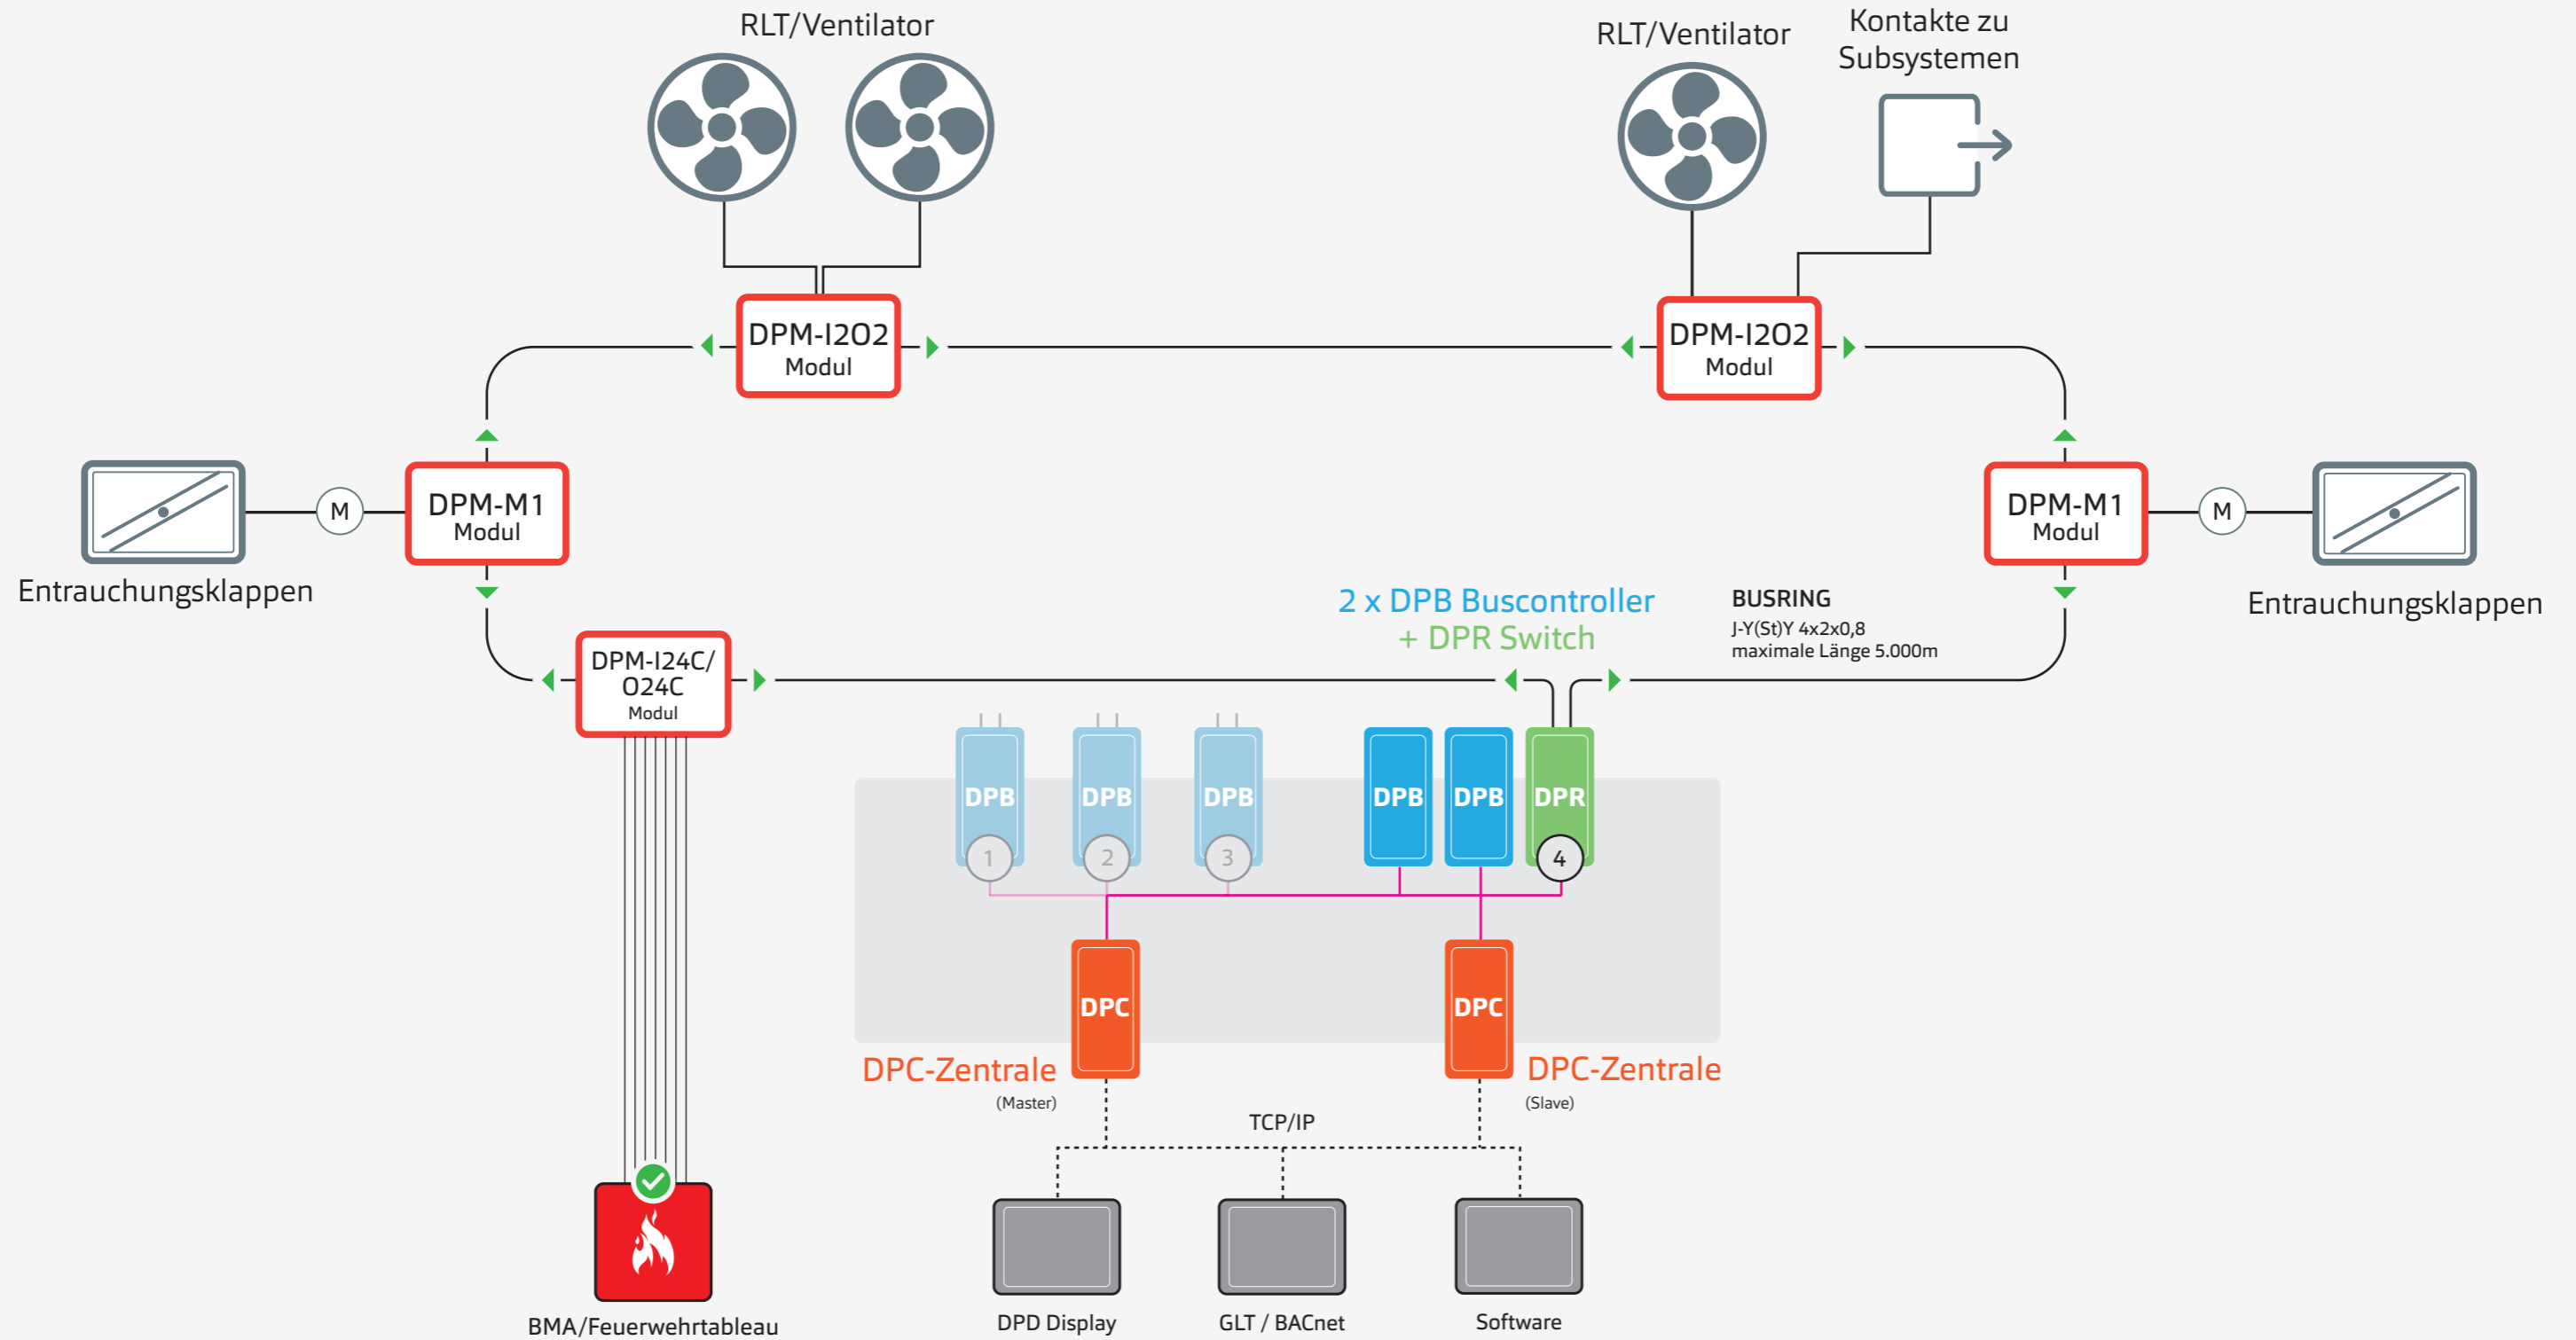 RLT/Ventilator
RLT/Ventilator
Kontakte zu
Subsystemen
DPM-I2O2
Modul
DPM-I2O2
Modul
DPM-M1
Modul
M
Entrauchungsklappen
DPM-M1
Modul
M
Entrauchungsklappen
DPM-I24C/
O24C
Modul
2 x DPB Buscontroller
+ DPR Switch
BUSRING
J-Y(St)Y 4x2x0,8
maximale Länge 5.000m
DPB
DPB
DPB
DPB
DPB
DPR
1
2
3
4
DPC
DPC
DPC-Zentrale
(Master)
DPC-Zentrale
(Slave)
TCP/IP
BMA/Feuerwehrtableau
DPD Display
GLT / BACnet
Software